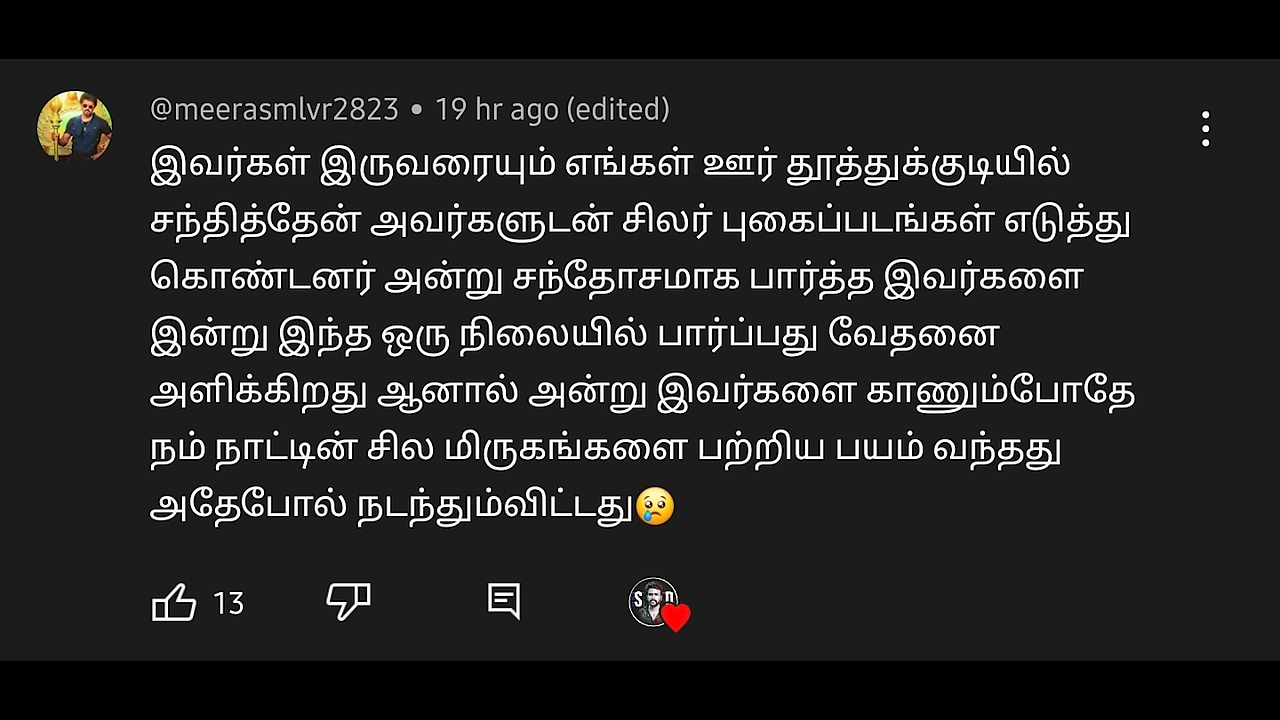 @meerasmlvr2823 • 19 hr ago (edited)
இவர்கள் இருவரையும் எங்கள் ஊர் தூத்துக்குடியில்
சந்தித்தேன் அவர்களுடன் சிலர் புகைப்படங்கள் எடுத்து
கொண்டனர் அன்று சந்தோசமாக பார்த்த இவர்களை
இன்று இந்த ஒரு நிலையில் பார்ப்பது வேதனை
அளிக்கிறது ஆனால் அன்று இவர்களை காணும்போதே
நம் நாட்டின் சில மிருகங்களை பற்றிய பயம் வந்தது
அதேபோல் நடந்தும்விட்டது😢
13